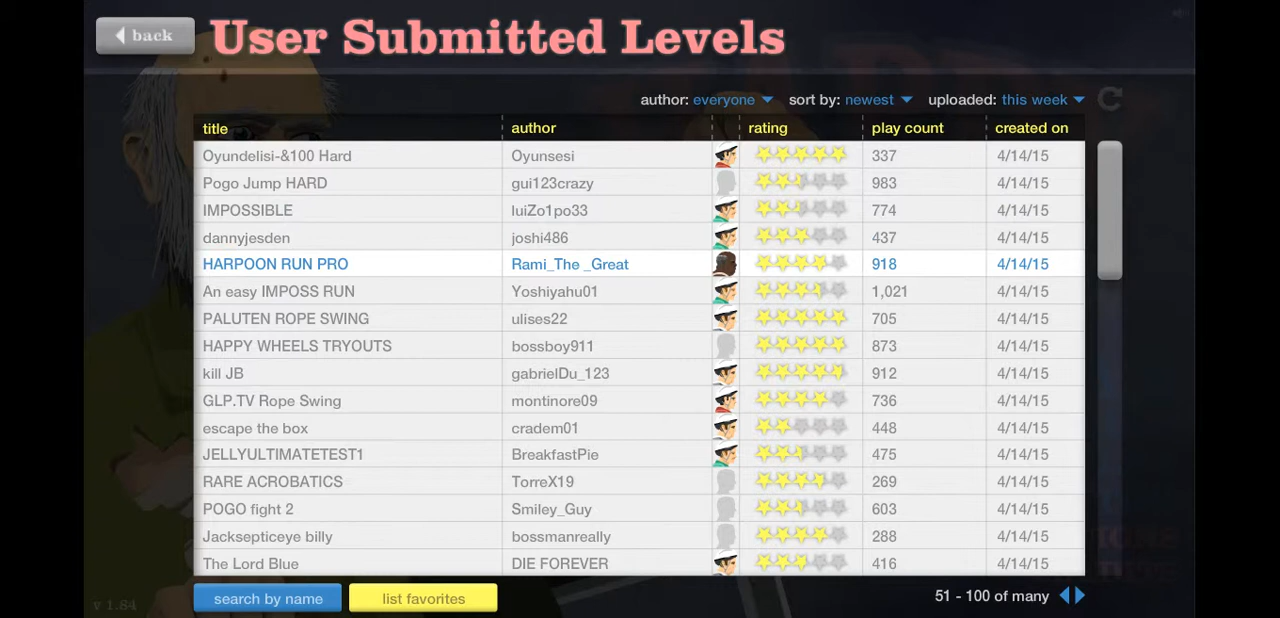 back
User Submitted Levels
author: everyone sort by: newest uploaded: this week
title author rating play count created on
Oyundelisi-&100 Hard Oyunsesi 337 4/14/15
Pogo Jump HARD gui123crazy 983 4/14/15
IMPOSSIBLE luiZo1po33 774 4/14/15
dannyjesden joshi486 437 4/14/15
HARPOON RUN PRO Rami_The _Great 918 4/14/15
An easy IMPOSS RUN Yoshiyahu01 1,021 4/14/15
PALUTEN ROPE SWING ulises22 705 4/14/15
HAPPY WHEELS TRYOUTS bossboy911 873 4/14/15
kill JB gabrielDu_123 912 4/14/15
GLP.TV Rope Swing montinore09 736 4/14/15
escape the box cradem01 448 4/14/15
JELLYULTIMATETEST1 BreakfastPie 475 4/14/15
RARE ACROBATICS TorreX19 269 4/14/15
POGO fight 2 Smiley_Guy 603 4/14/15
Jacksepticeye billy bossmanreally 288 4/14/15
The Lord Blue DIE FOREVER 416 4/14/15
search by name list favorites 51 - 100 of many
v 1.84